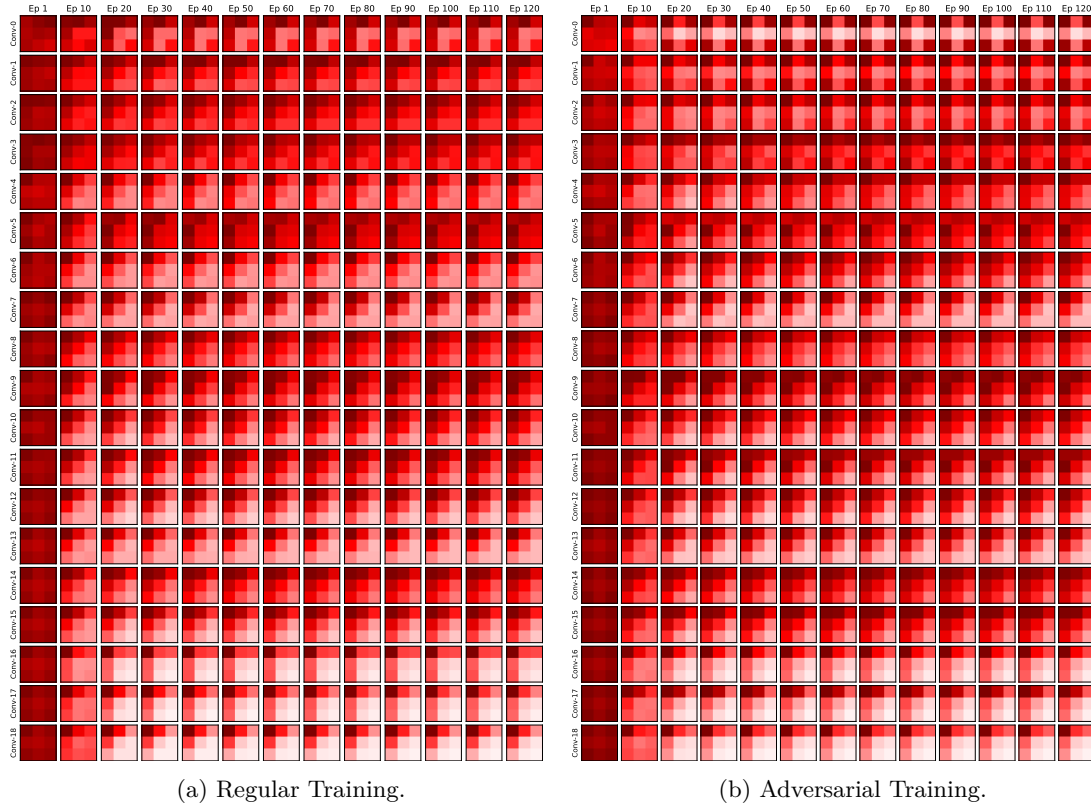 Ep 1 Ep 10 Ep 20 Ep 30 Ep 40 Ep 50 Ep 60 Ep 70 Ep 80 Ep 90 Ep 100 Ep 110 Ep 120
Conv-0
Conv-1
Conv-2
Conv-3
Conv-4
Conv-5
Conv-6
Conv-7
Conv-8
Conv-9
Conv-10
Conv-11
Conv-12
Conv-13
Conv-14
Conv-15
Conv-16
Conv-17
Conv-18
(a) Regular Training.
Ep 1 Ep 10 Ep 20 Ep 30 Ep 40 Ep 50 Ep 60 Ep 70 Ep 80 Ep 90 Ep 100 Ep 110 Ep 120
Conv-0
Conv-1
Conv-2
Conv-3
Conv-4
Conv-5
Conv-6
Conv-7
Conv-8
Conv-9
Conv-10
Conv-11
Conv-12
Conv-13
Conv-14
Conv-15
Conv-16
Conv-17
Conv-18
(b) Adversarial Training.